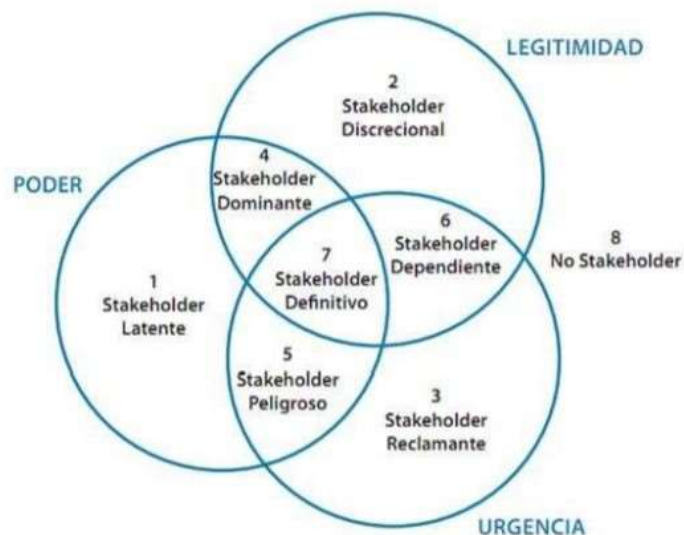 LEGITIMIDAD
2
Stakeholder
Discrecional
PODER
4
Stakeholder
Dominante
6
Stakeholder
Dependiente
8
No Stakeholder
7
Stakeholder
Definitivo
1
Stakeholder
Latente
5
Stakeholder
Peligroso
3
Stakeholder
Reclamante
URGENCIA